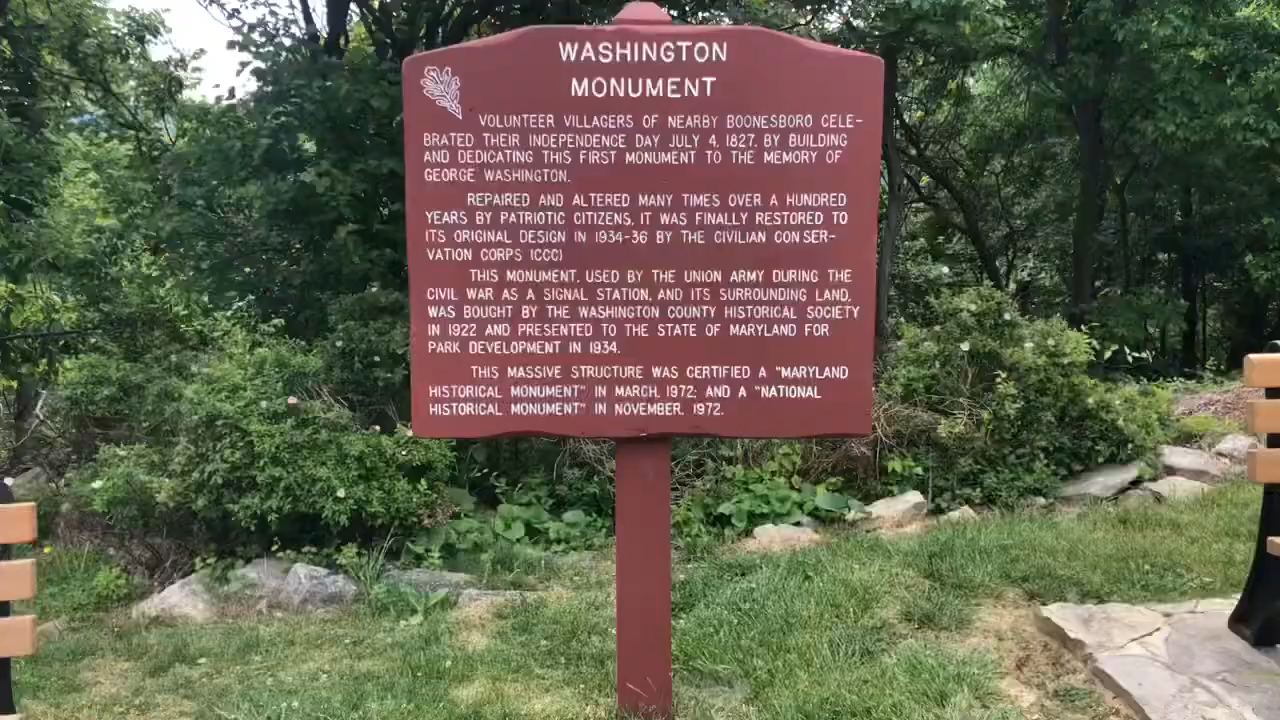 WASHINGTON
MONUMENT
VOLUNTEER VILLAGERS OF NEARBY BOONESBORO CELE-
BRATED THEIR INDEPENDENCE DAY JULY 4, 1827, BY BUILDING
AND DEDICATING THIS FIRST MONUMENT TO THE MEMORY OF
GEORGE WASHINGTON.
REPAIRED AND ALTERED MANY TIMES OVER A HUNDRED
YEARS BY PATRIOTIC CITIZENS, IT WAS FINALLY RESTORED TO
ITS ORIGINAL DESIGN IN 1934-36 BY THE CIVILIAN CONSER-
VATION CORPS (CCC)
THIS MONUMENT, USED BY THE UNION ARMY DURING THE
CIVIL WAR AS A SIGNAL STATION, AND ITS SURROUNDING LAND,
WAS BOUGHT BY THE WASHINGTON COUNTY HISTORICAL SOCIETY
IN 1922 AND PRESENTED TO THE STATE OF MARYLAND FOR
PARK DEVELOPMENT IN 1934.
THIS MASSIVE STRUCTURE WAS CERTIFIED A "MARYLAND
HISTORICAL MONUMENT" IN MARCH, 1972; AND A "NATIONAL
HISTORICAL MONUMENT" IN NOVEMBER, 1972.